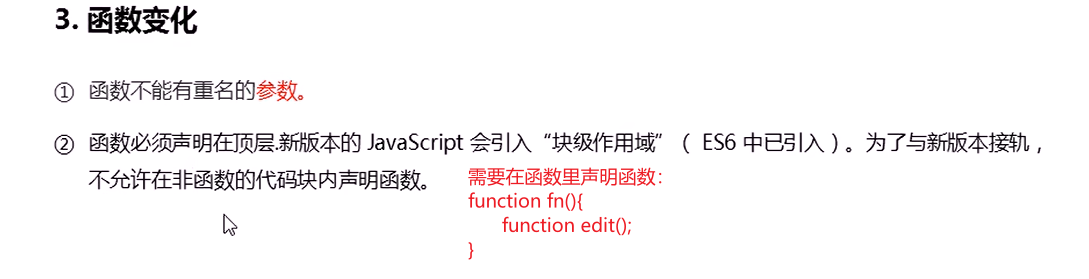 3. 函数变化
① 函数不能有重名的参数。
② 函数必须声明在顶层.新版本的 JavaScript 会引入“块级作用域”（ ES6 中已引入）。为了与新版本接轨，
不允许在非函数的代码块内声明函数。
需要在函数里声明函数：
function fn(){
function edit();
}